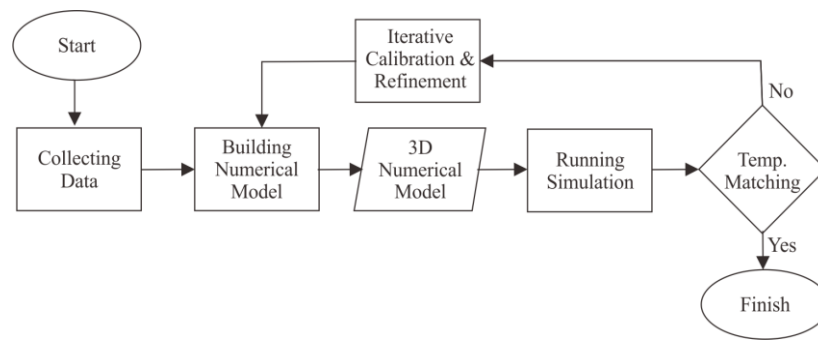 Start
Iterative
Calibration &
Refinement
No
Collecting
Data
Building
Numerical
Model
3D
Numerical
Model
Running
Simulation
Temp.
Matching
Yes
Finish